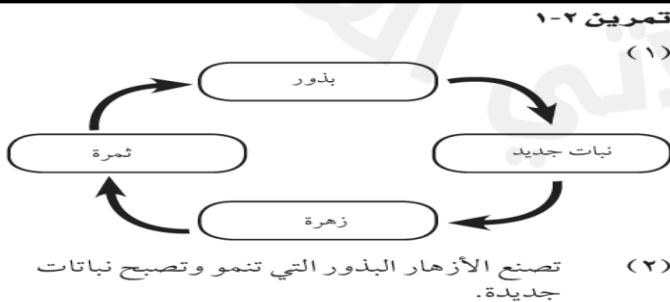 تمرين ٢-١
(١)
بذور
نبات جديد
ثمرة
زهرة
(٢) تصنع الأزهار البذور التي تنمو وتصبح نباتات
جديدة.